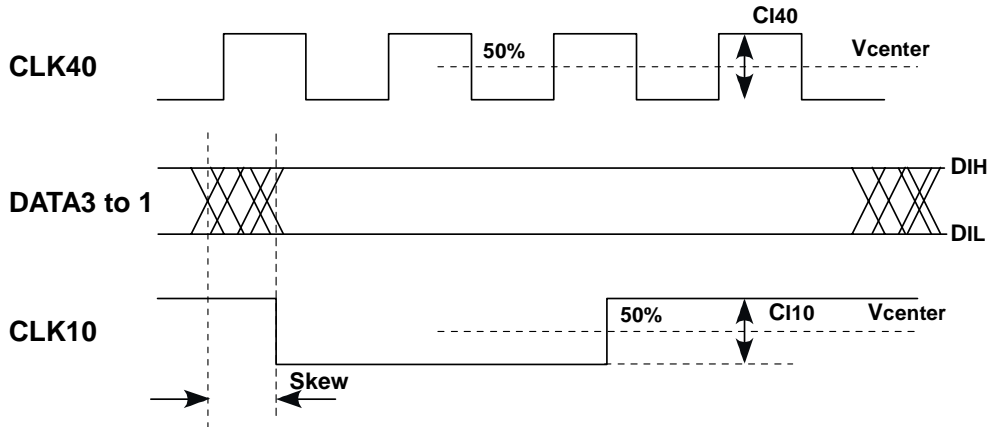 CI40
50%
Vcenter
CLK40
DIH
DATA3 to 1
DIL
50%
CI10
Vcenter
CLK10
Skew